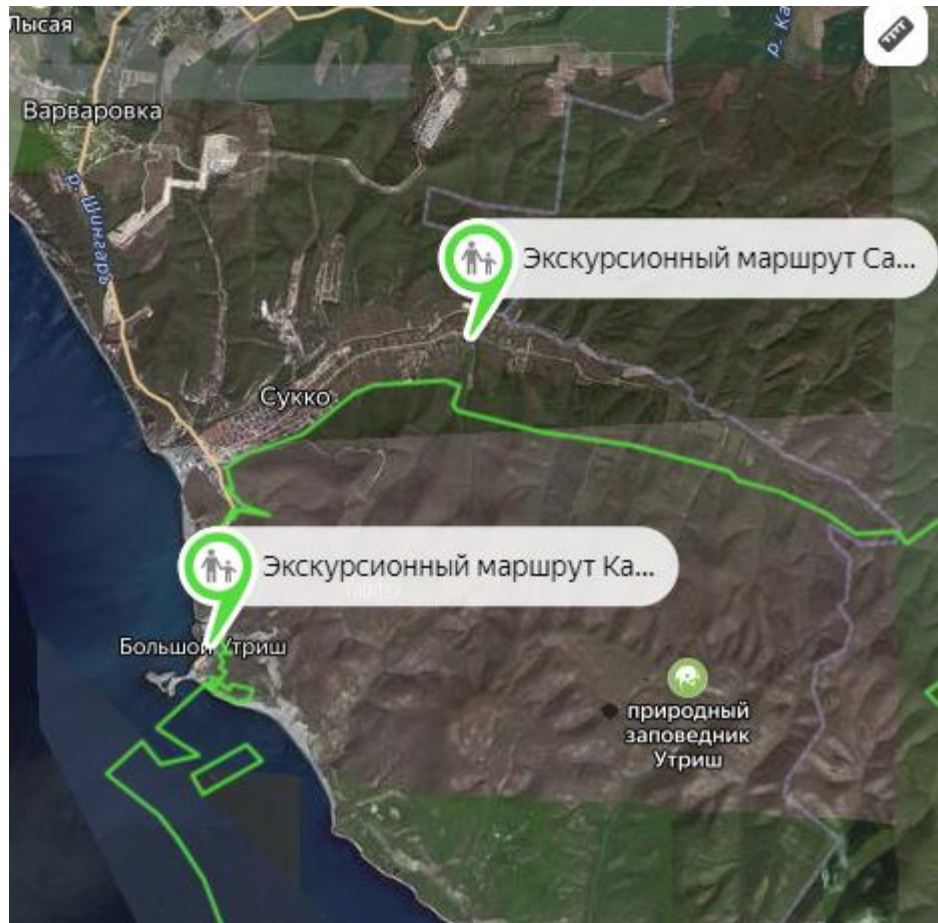 Лысая
р. Ка
Варваровка
р. Шингарь
Экскурсионный маршрут Са...
Сукко
Экскурсионный маршрут Ка...
Большой Утриш
природный
заповедник
Утриш